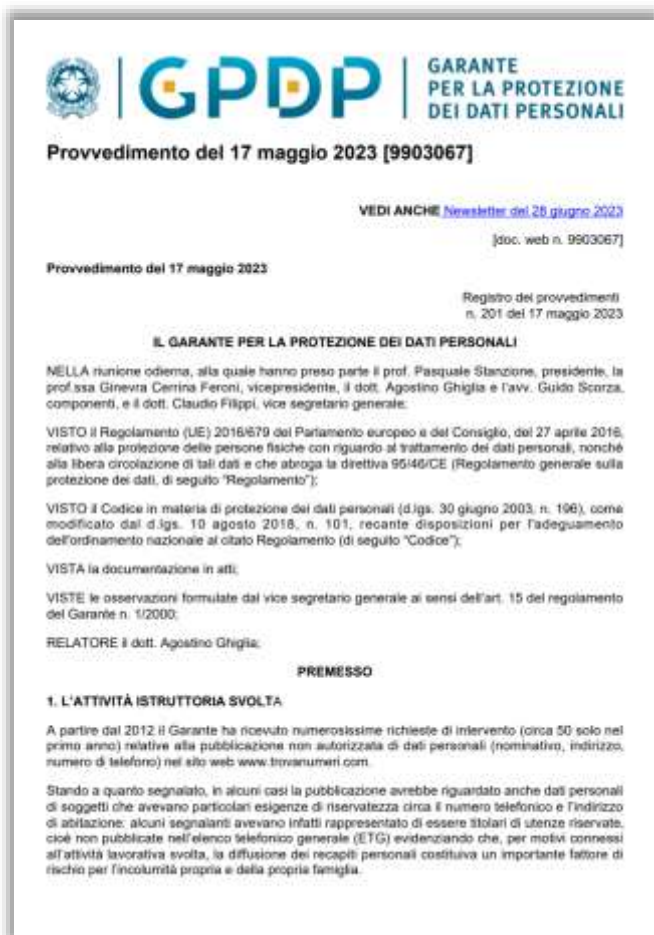 GPDP
GARANTE
PER LA PROTEZIONE
DEI DATI PERSONALI
Provvedimento del 17 maggio 2023 [9903067]
VEDI ANCHE Newsletter del 28 giugno 2023
[doc. web n. 9903067]
Provvedimento del 17 maggio 2023
Registro dei provvedimenti
n. 201 del 17 maggio 2023
IL GARANTE PER LA PROTEZIONE DEI DATI PERSONALI
NELLA riunione odierna, alla quale hanno preso parte il prof. Pasquale Stanzione, presidente, la
prof.ssa Ginevra Cerrina Feroni, vicepresidente, il dott. Agostino Ghiglia e l'avv. Guido Scorza,
componenti, e il dott. Claudio Filippi, vice segretario generale;
VISTO il Regolamento (UE) 2016/679 del Parlamento europeo e del Consiglio, del 27 aprile 2016,
relativo alla protezione delle persone fisiche con riguardo al trattamento dei dati personali, nonché
alla libera circolazione di tali dati e che abroga la direttiva 95/46/CE (Regolamento generale sulla
protezione dei dati, di seguito "Regolamento");
VISTO il Codice in materia di protezione dei dati personali (d.lgs. 30 giugno 2003, n. 196), come
modificato dal d.lgs. 10 agosto 2018, n. 101, recante disposizioni per l'adeguamento
dell'ordinamento nazionale al citato Regolamento (di seguito "Codice");
VISTA la documentazione in atti;
VISTE le osservazioni formulate dal vice segretario generale ai sensi dell'art. 15 del regolamento
del Garante n. 1/2000;
RELATORE il dott. Agostino Ghiglia;
PREMESSO
1. L'ATTIVITÀ ISTRUTTORIA SVOLTA
A partire dal 2012 il Garante ha ricevuto numerosissime richieste di intervento (circa 50 solo nel
primo anno) relative alla pubblicazione non autorizzata di dati personali (nominativo, indirizzo,
numero di telefono) nel sito web www.trovanumeri.com.
Stando a quanto segnalato, in alcuni casi la pubblicazione avrebbe riguardato anche dati personali
di soggetti che avevano particolari esigenze di riservatezza circa il numero telefonico e l'indirizzo
di abitazione: alcuni segnalanti avevano infatti rappresentato di essere titolari di utenze riservate,
cioè non pubblicate nell'elenco telefonico generale (ETG) evidenziando che, per motivi connessi
all'attività lavorativa svolta, la diffusione dei recapiti personali costituiva un importante fattore di
rischio per l'incolumità propria e della propria famiglia.